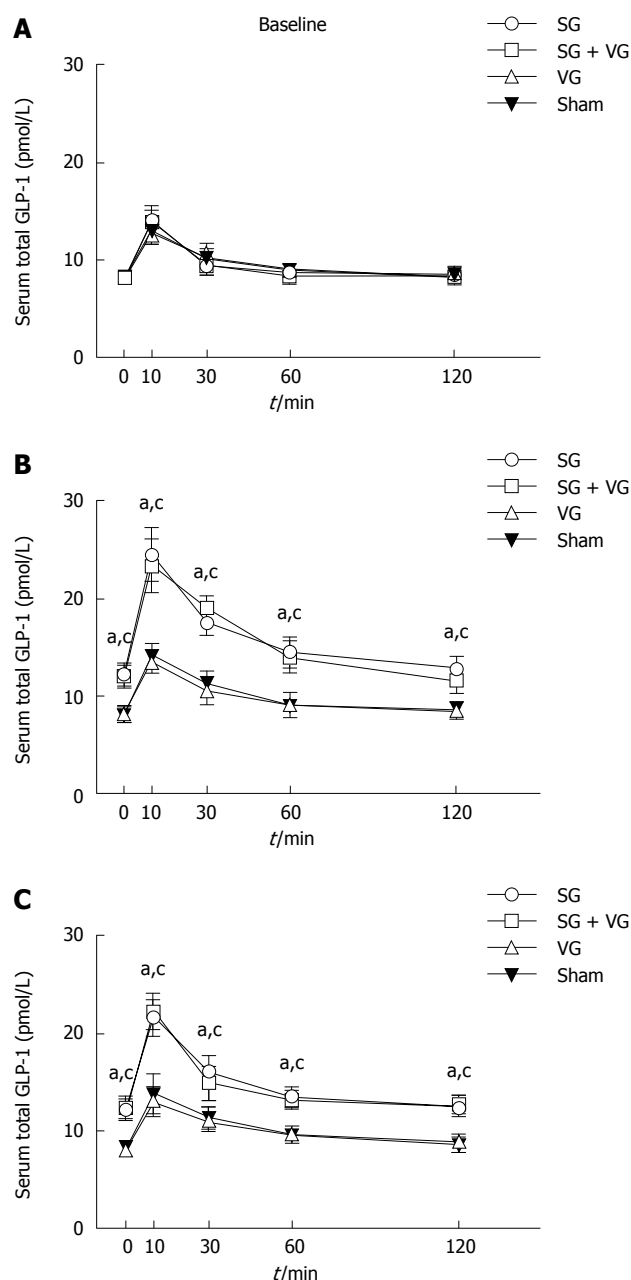 A
Baseline
SG
SG + VG
VG
Sham
Serum total GLP-1 (pmol/L)
30
20
10
0
0 10 30 60 120
t/min
B
SG
SG + VG
VG
Sham
Serum total GLP-1 (pmol/L)
30
20
10
0
a,c
a,c
a,c
a,c
a,c
0 10 30 60 120
t/min
C
SG
SG + VG
VG
Sham
Serum total GLP-1 (pmol/L)
30
20
10
0
a,c
a,c
a,c
a,c
a,c
0 10 30 60 120
t/min